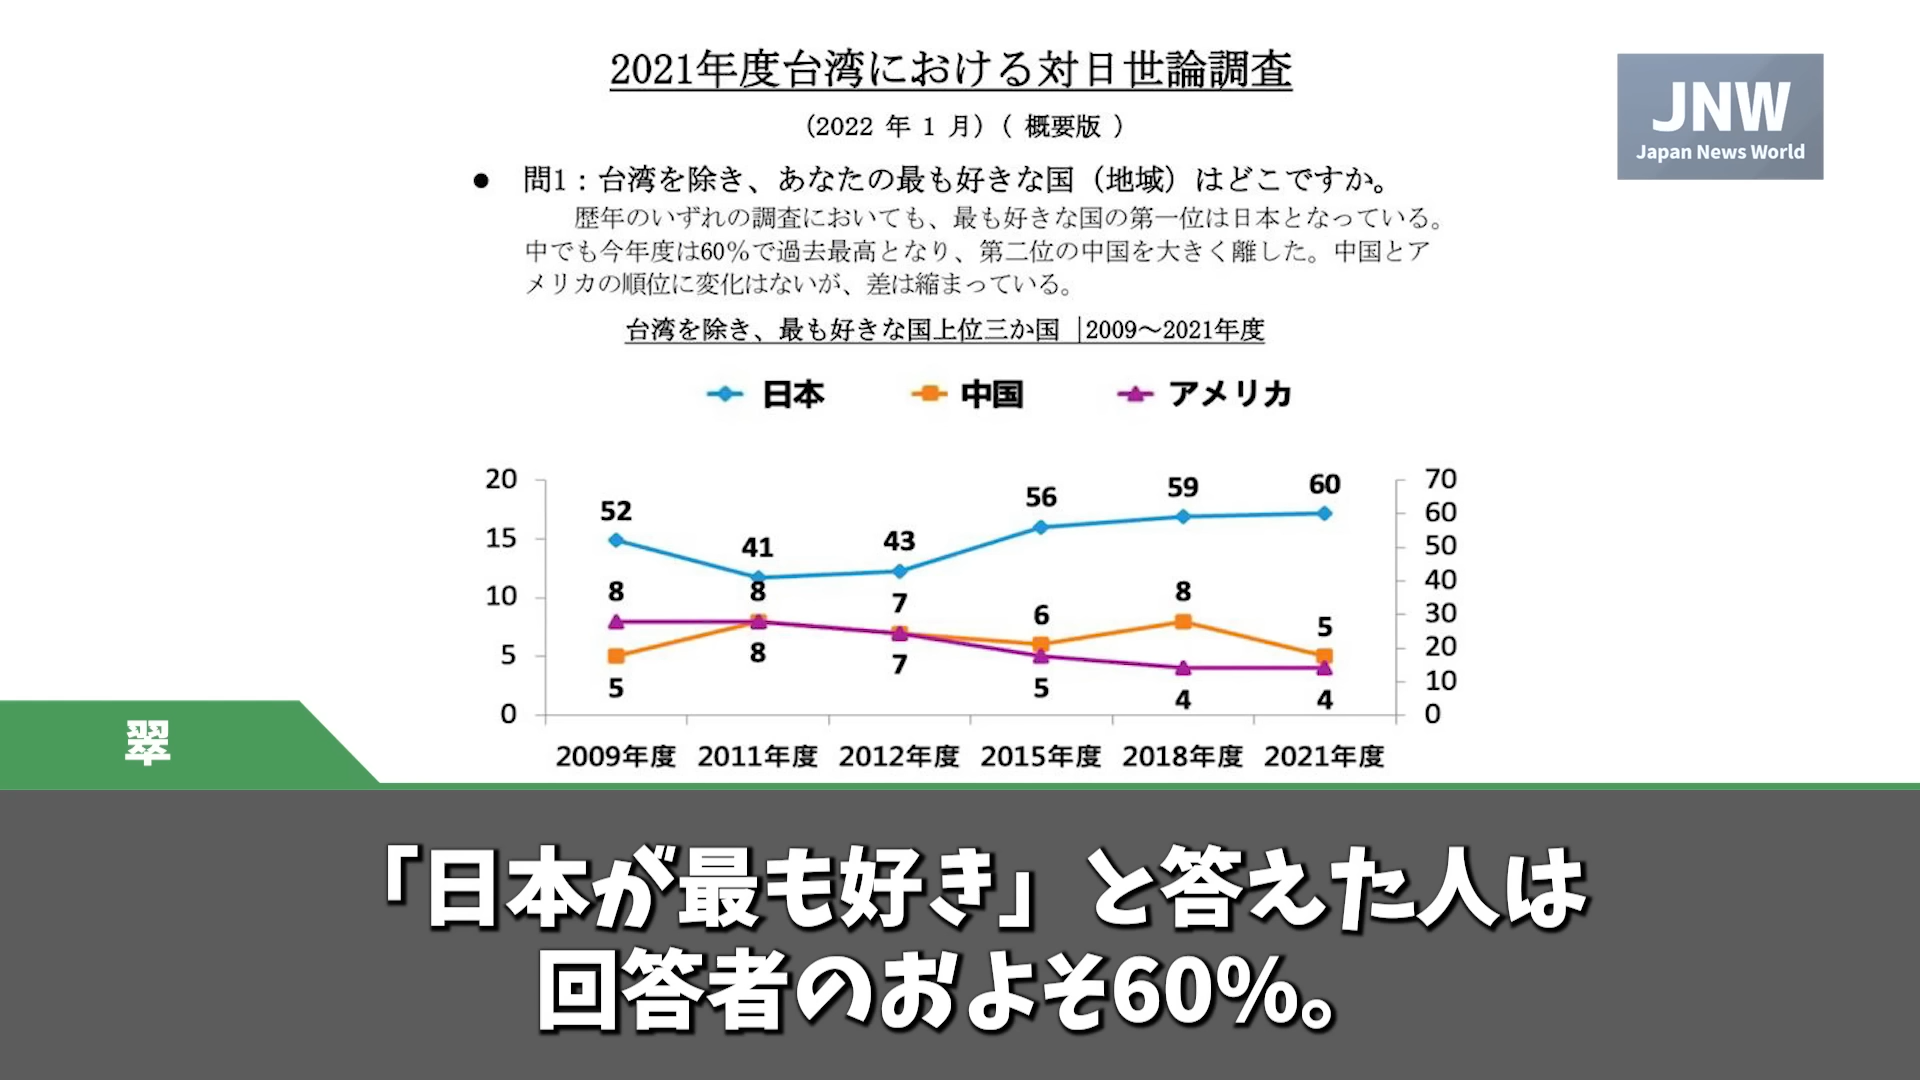 2021年度台湾における対日世論調査
(2022 年 1 月) ( 概要版 )
JNW
Japan News World
● 問1：台湾を除き、あなたの最も好きな国（地域）はどこですか。
歴年のいずれの調査においても、最も好きな国の第一位は日本となっている。
中でも今年度は60％で過去最高となり、第二位の中国を大きく離した。中国とア
メリカの順位に変化はないが、差は縮まっている。
台湾を除き、最も好きな国上位三か国 |2009～2021年度
日本 中国 アメリカ
20
15
10
5
0
52 41 43 56 59 60
8 8 7 6 8 5
5 8 7 5 4 4
70
60
50
40
30
20
10
0
2009年度 2011年度 2012年度 2015年度 2018年度 2021年度
翠
「日本が最も好き」と答えた人は
回答者のおよそ60%。